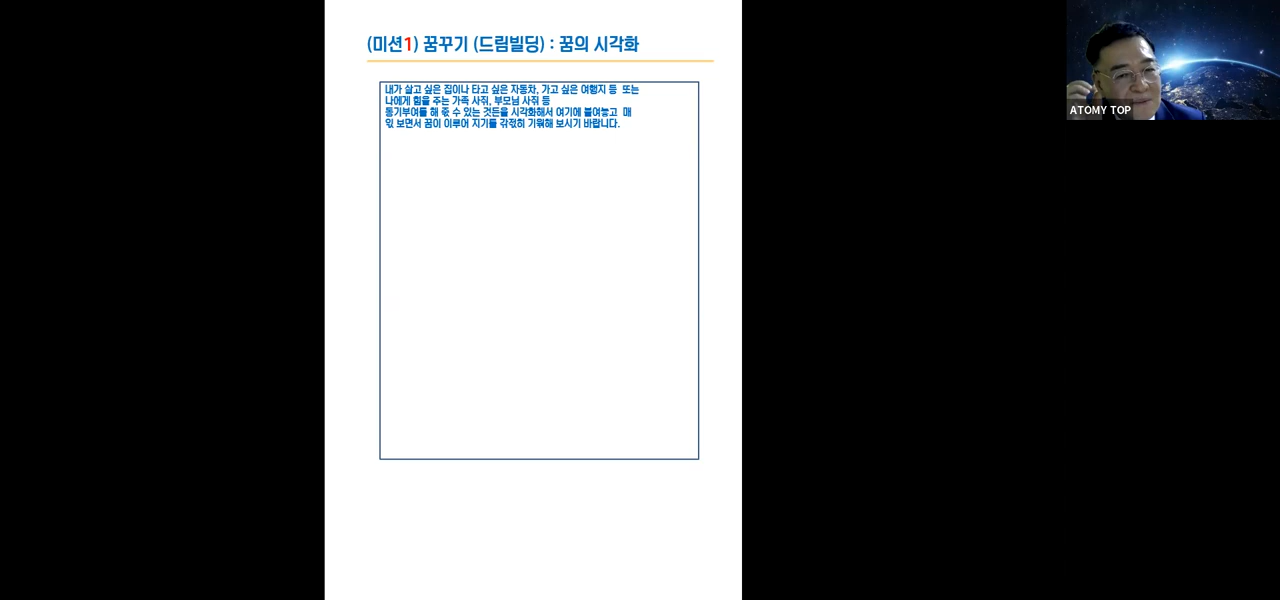 (미션1) 꿈꾸기 (드림빌딩) : 꿈의 시각화
내가 살고 싶은 집이나 타고 싶은 자동차, 가고 싶은 여행지 등 또는
나에게 힘을 주는 가족 사진, 부모님 사진 등
동기부여를 해 줄 수 있는 것든을 시각화해서 여기에 붙여놓고 매
일 보면서 꿈이 이루어 지기를 간절히 기원해 보시기 바랍니다.
ATOMY TOP